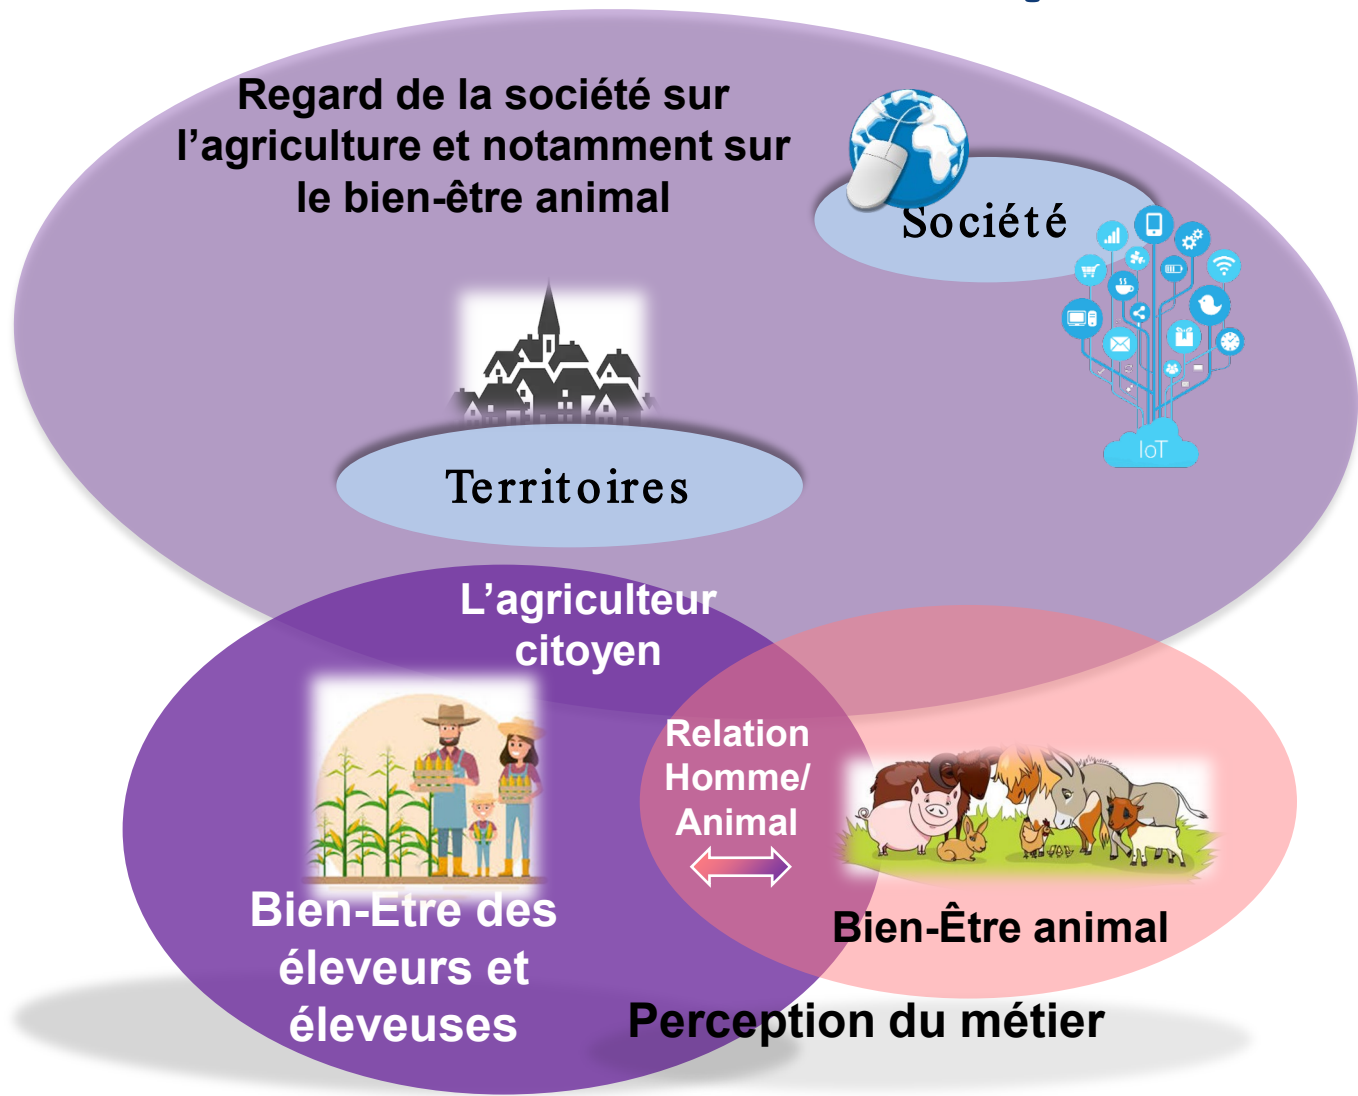 Regard de la société sur
l’agriculture et notamment sur
le bien-être animal
Société
IoT
Territoires
L’agriculteur
citoyen
Relation
Homme/
Animal
Bien-Etre des
éleveurs et
éleveuses
Bien-Être animal
Perception du métier